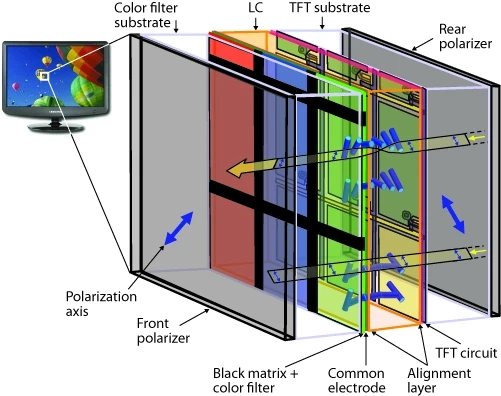 Color filter
substrate
LC
TFT substrate
Rear
polarizer
Polarization
axis
Front
polarizer
Black matrix +
color filter
Common
electrode
Alignment
layer
TFT circuit